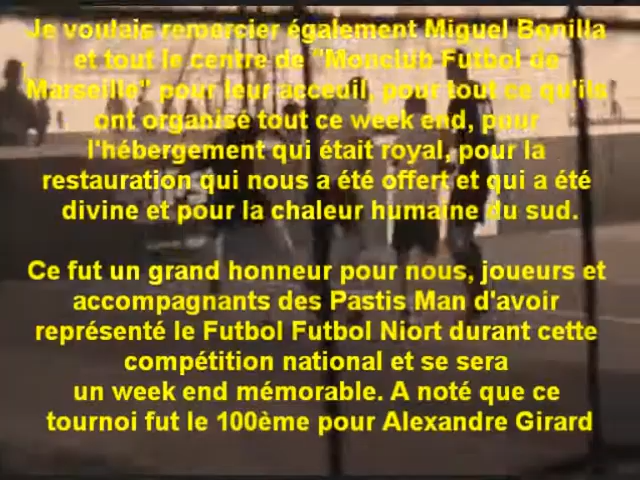 Je voulais remercier également Miguel Bonilla
et tout le centre de "Monclub Futbol de
Marseille" pour leur acceuil, pour tout ce qu'ils
ont organisé tout ce week end, pour
l'hébergement qui était royal, pour la
restauration qui nous a été offert et qui a été
divine et pour la chaleur humaine du sud.
Ce fut un grand honneur pour nous, joueurs et
accompagnants des Pastis Man d'avoir
représenté le Futbol Futbol Niort durant cette
compétition national et se sera
un week end mémorable. A noté que ce
tournoi fut le 100ème pour Alexandre Girard